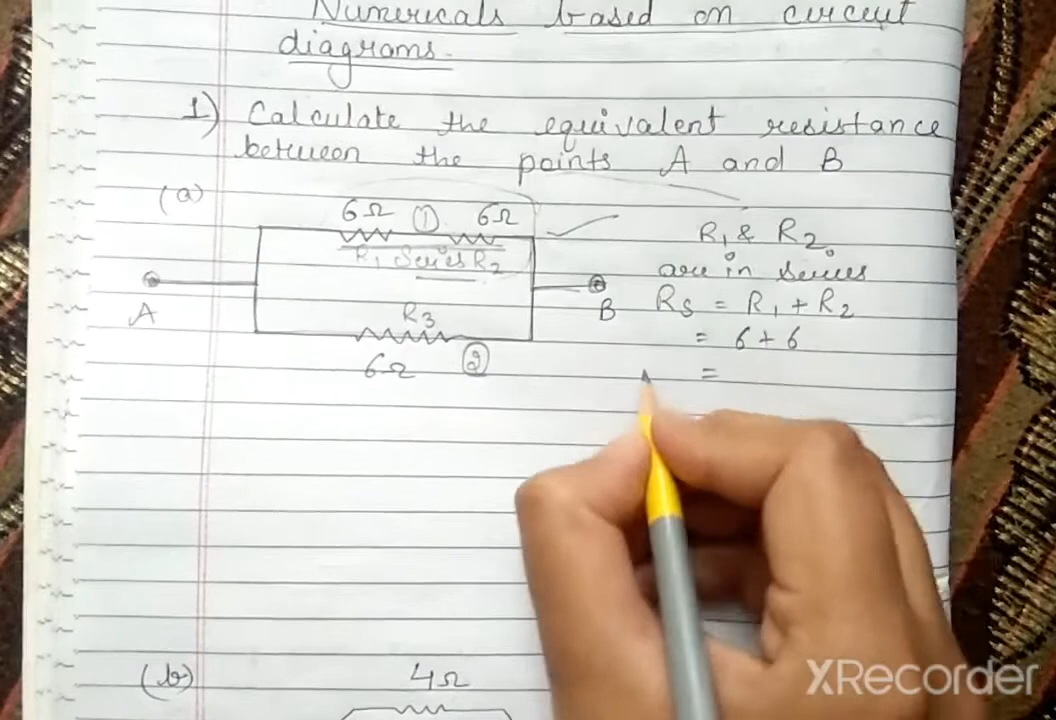 Numericals based on circuit
diagrams.
1) Calculate the equivalent resistance
between the points A and B
(a)
6Ω ① 6Ω
R1 Series R2
R1 & R2
are in series
A
B
RS = R1 + R2
R3
= 6 + 6
6Ω ②
=
(b)
4Ω
XRecorder